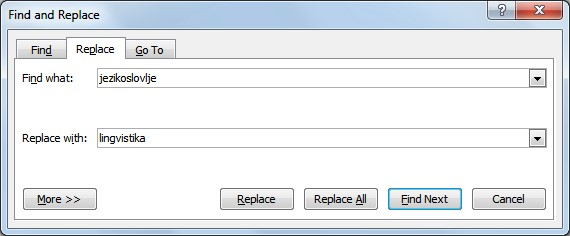 Find and Replace
Find Replace Go To
Find what: jezikoslovlje
Replace with: lingvistika
More >> Replace Replace All Find Next Cancel